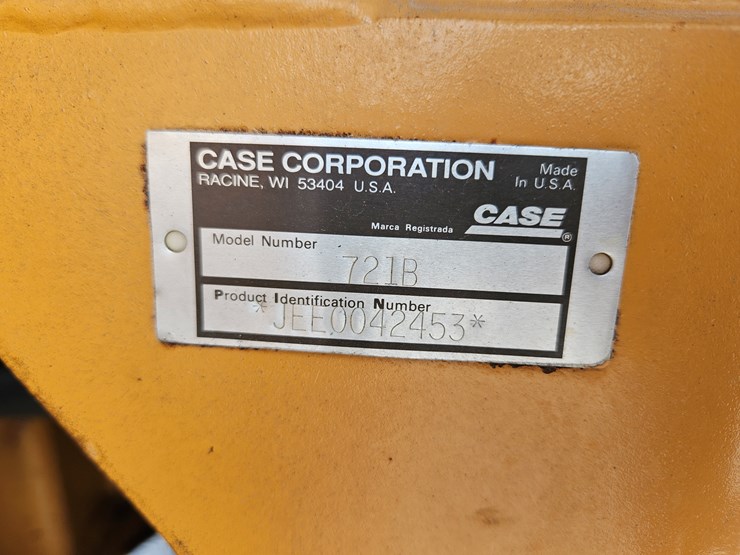 CASE CORPORATION
RACINE, WI 53404 U.S.A.
Made
In U.S.A.
Marca Registrada
CASE
®
Model Number
721B
Product Identification Number
*JEE0042453*